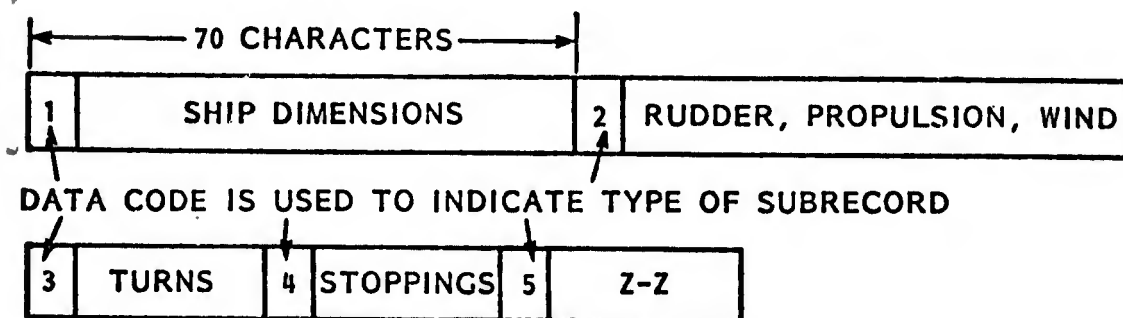 70 CHARACTERS
1 SHIP DIMENSIONS 2 RUDDER, PROPULSION, WIND
DATA CODE IS USED TO INDICATE TYPE OF SUBRECORD
3 TURNS 4 STOPPINGS 5 Z-Z